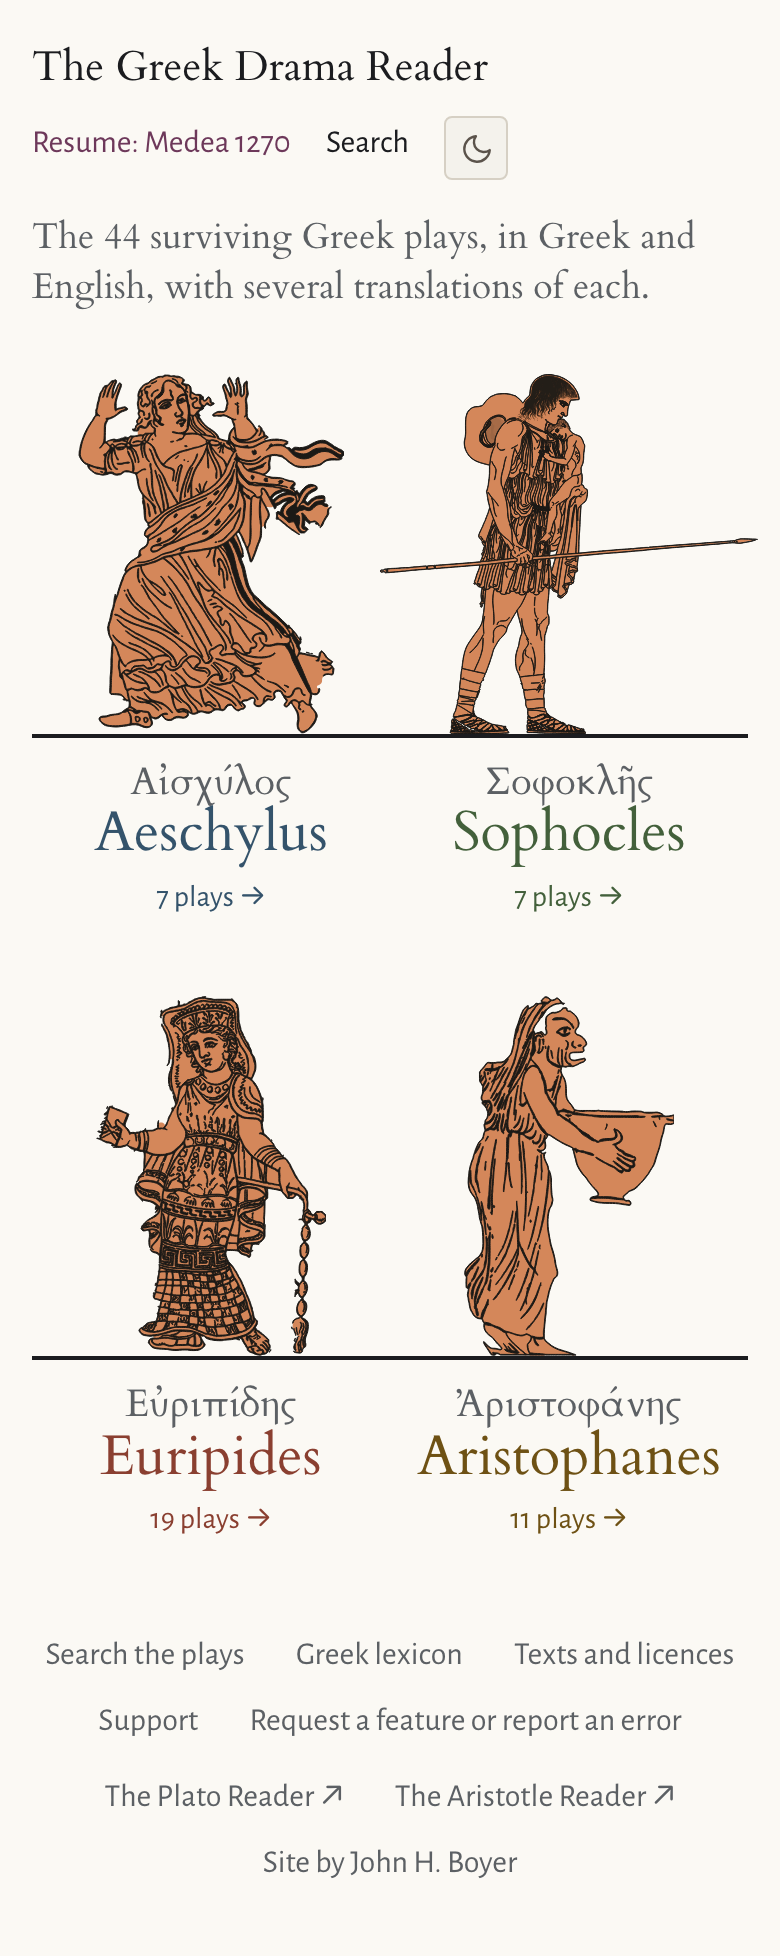 The Greek Drama Reader
Resume: Medea 1270 Search
The 44 surviving Greek plays, in Greek and
English, with several translations of each.
Αἰσχύλος
Aeschylus
7 plays →
Σοφοκλῆς
Sophocles
7 plays →
Εὐριπίδης
Euripides
19 plays →
Ἀριστοφάνης
Aristophanes
11 plays →
Search the plays Greek lexicon Texts and licences
Support Request a feature or report an error
The Plato Reader ↗ The Aristotle Reader ↗
Site by John H. Boyer